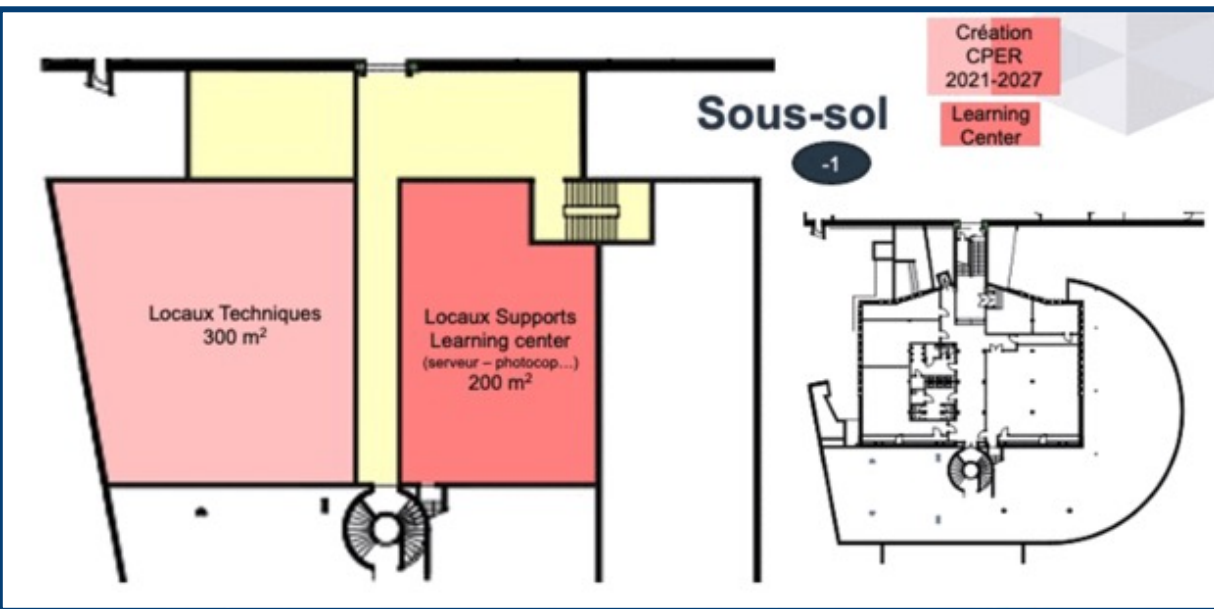 Création
CPER
2021-2027
Sous-sol
Learning
Center
-1
Locaux Techniques
300 m²
Locaux Supports
Learning center
(serveur – photocop...)
200 m²